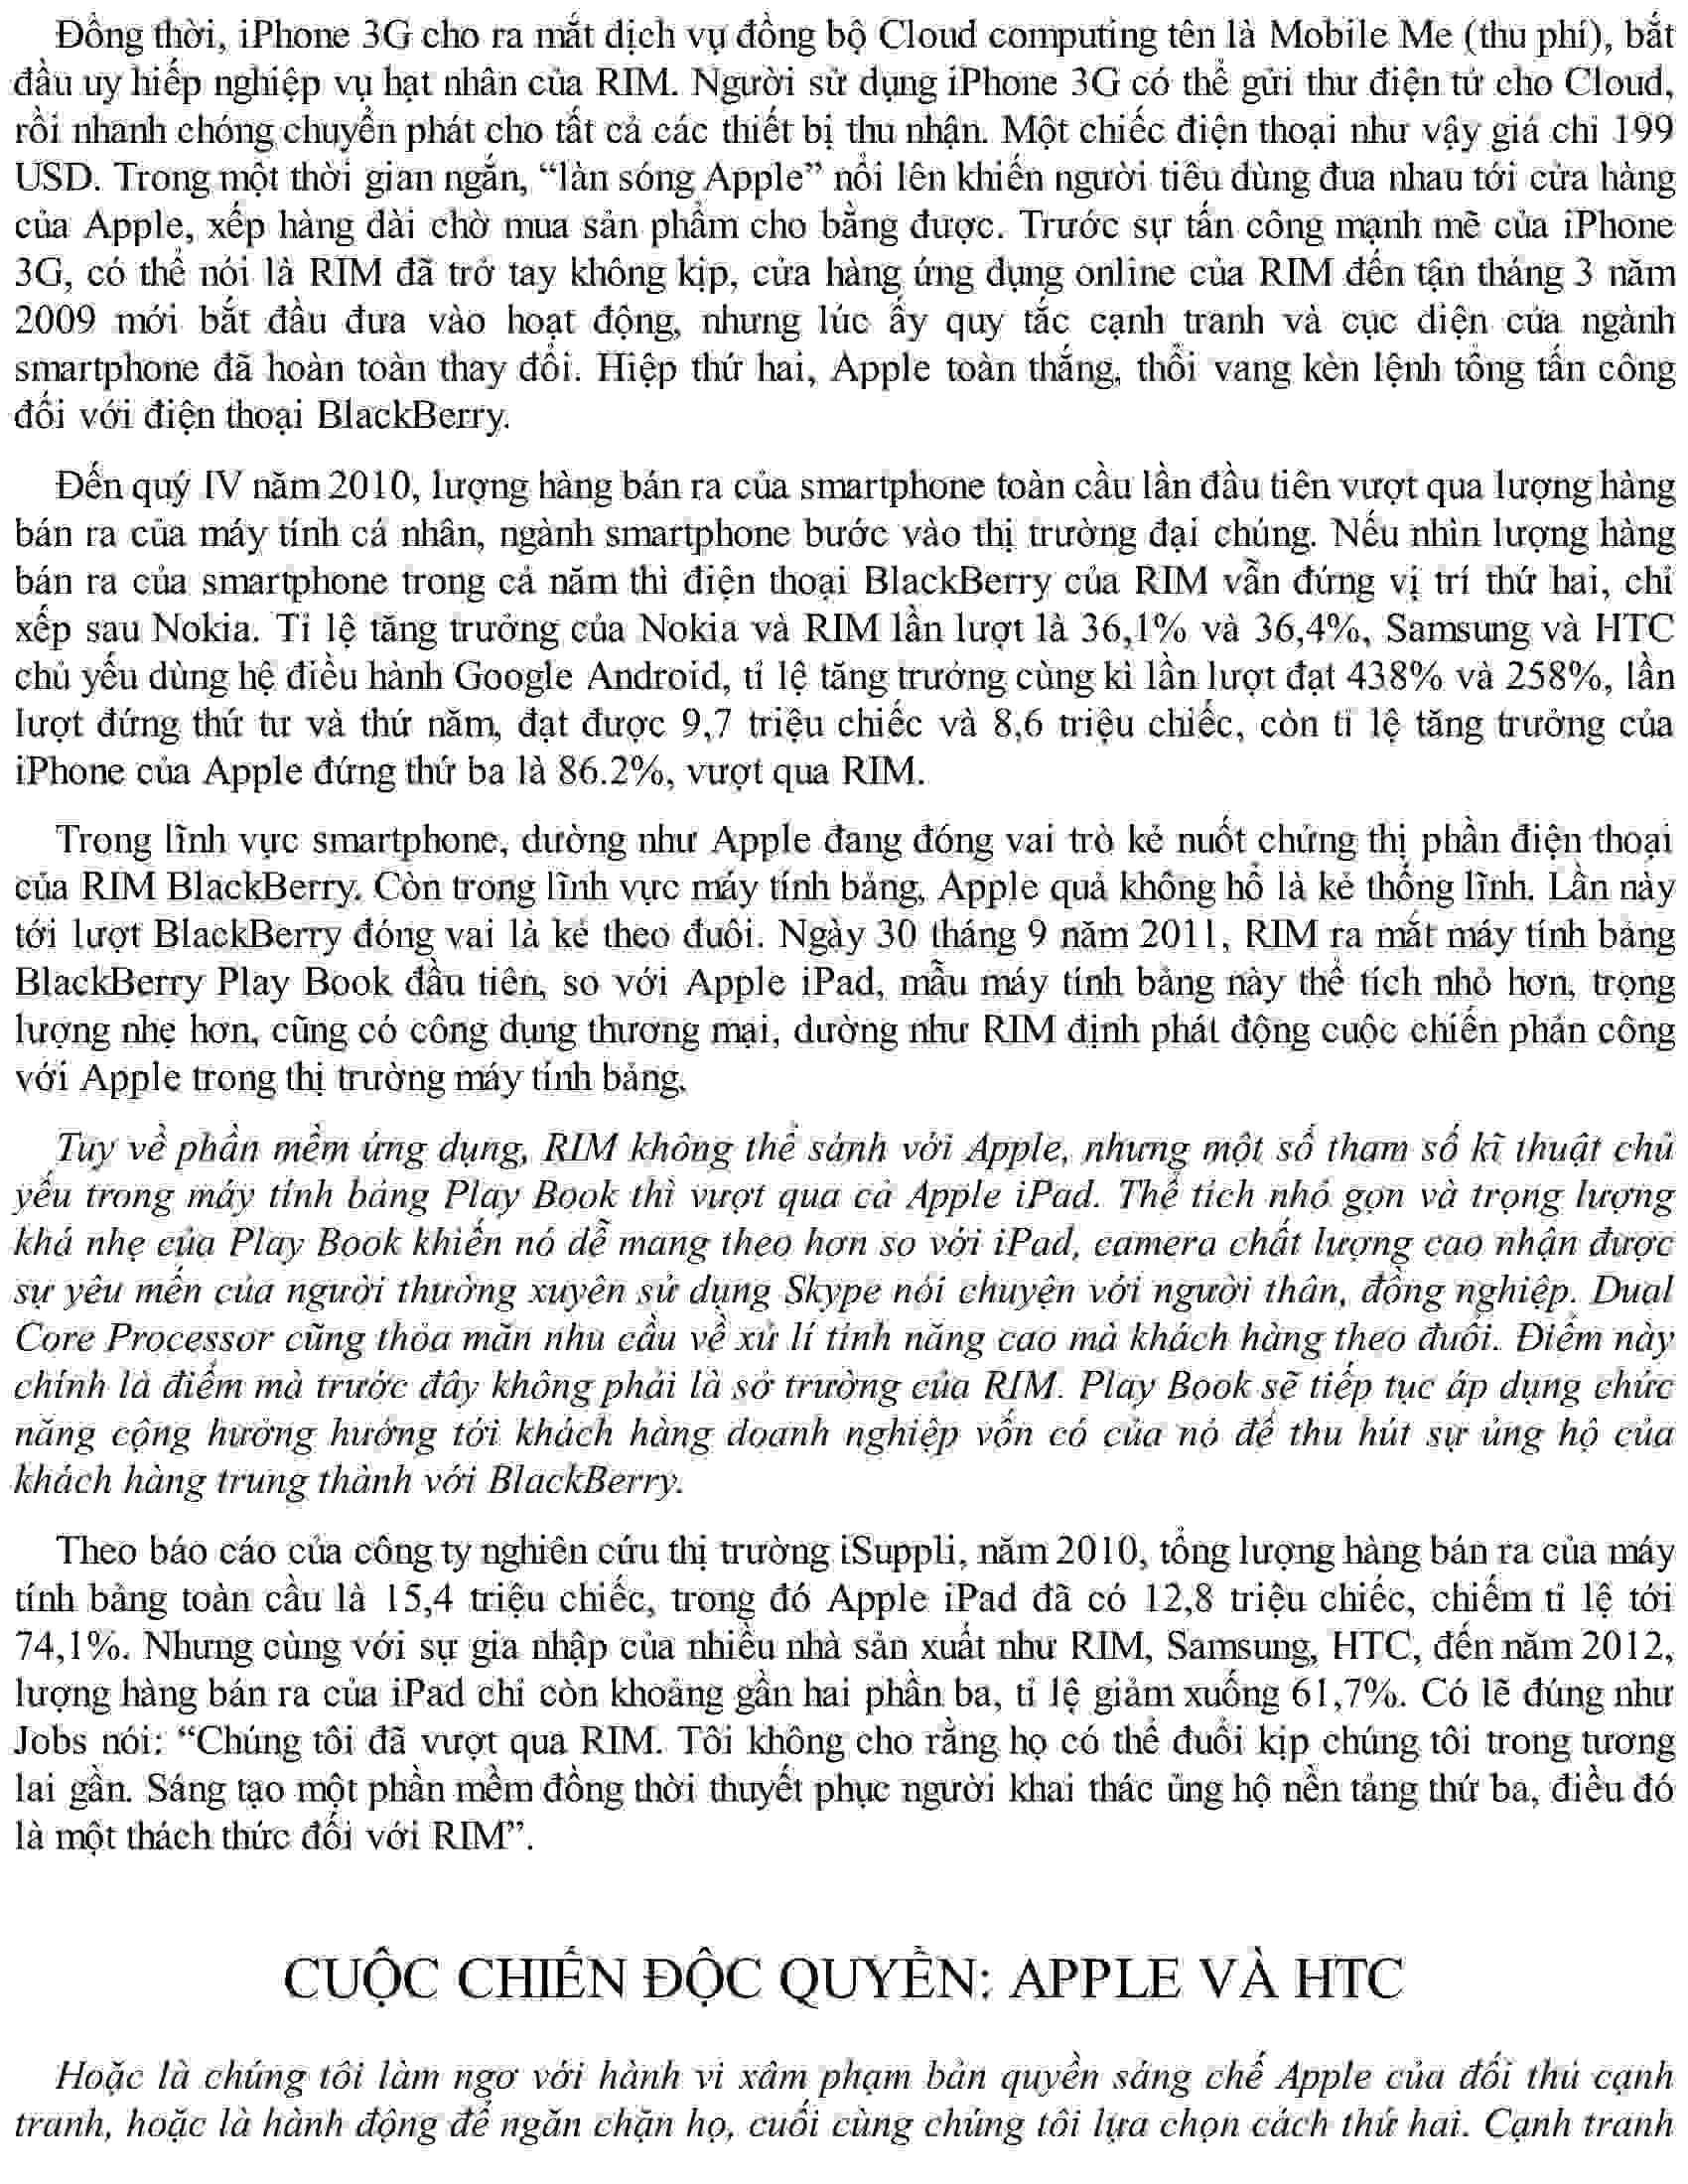 Đồng thời, iPhone 3G cho ra mắt dịch vụ đồng bộ Cloud computing tên là Mobile Me (thu phí), bắt
đầu uy hiếp nghiệp vụ hạt nhân của RIM. Người sử dụng iPhone 3G có thể gửi thư điện tử cho Cloud,
rồi nhanh chóng chuyển phát cho tất cả các thiết bị thu nhận. Một chiếc điện thoại như vậy giá chỉ 199
USD. Trong một thời gian ngắn, “làn sóng Apple” nổi lên khiến người tiêu dùng đua nhau tới cửa hàng
của Apple, xếp hàng dài chờ mua sản phẩm cho bằng được. Trước sự tấn công mạnh mẽ của iPhone
3G, có thể nói là RIM đã trở tay không kịp, cửa hàng ứng dụng online của RIM đến tận tháng 3 năm
2009 mới bắt đầu đưa vào hoạt động, nhưng lúc ấy quy tắc cạnh tranh và cục diện của ngành
smartphone đã hoàn toàn thay đổi. Hiệp thứ hai, Apple toàn thắng, thổi vang kèn lệnh tổng tấn công
đối với điện thoại BlackBerry.
Đến quý IV năm 2010, lượng hàng bán ra của smartphone toàn cầu lần đầu tiên vượt qua lượng hàng
bán ra của máy tính cá nhân, ngành smartphone bước vào thị trường đại chúng. Nếu nhìn lượng hàng
bán ra của smartphone trong cả năm thì điện thoại BlackBerry của RIM vẫn đứng vị trí thứ hai, chỉ
xếp sau Nokia. Tỉ lệ tăng trưởng của Nokia và RIM lần lượt là 36,1% và 36,4%, Samsung và HTC
chủ yếu dùng hệ điều hành Google Android, tỉ lệ tăng trưởng cùng kì lần lượt đạt 438% và 258%, lần
lượt đứng thứ tư và thứ năm, đạt được 9,7 triệu chiếc và 8,6 triệu chiếc, còn tỉ lệ tăng trưởng của
iPhone của Apple đứng thứ ba là 86.2%, vượt qua RIM.
Trong lĩnh vực smartphone, dường như Apple đang đóng vai trò kẻ nuốt chửng thị phần điện thoại
của RIM BlackBerry. Còn trong lĩnh vực máy tính bảng, Apple quả không hổ là kẻ thống lĩnh. Lần này
tới lượt BlackBerry đóng vai là kẻ theo đuôi. Ngày 30 tháng 9 năm 2011, RIM ra mắt máy tính bảng
BlackBerry Play Book đầu tiên, so với Apple iPad, mẫu máy tính bảng này thể tích nhỏ hơn, trọng
lượng nhẹ hơn, cũng có công dụng thương mại, dường như RIM định phát động cuộc chiến phản công
với Apple trong thị trường máy tính bảng.
Tuy về phần mềm ứng dụng, RIM không thể sánh với Apple, nhưng một số tham số kĩ thuật chủ
yếu trong máy tính bảng Play Book thì vượt qua cả Apple iPad. Thể tích nhỏ gọn và trọng lượng
khá nhẹ của Play Book khiến nó dễ mang theo hơn so với iPad, camera chất lượng cao nhận được
sự yêu mến của người thường xuyên sử dụng Skype nói chuyện với người thân, đồng nghiệp. Dual
Core Processor cũng thỏa mãn nhu cầu về xử lí tính năng cao mà khách hàng theo đuổi. Điểm này
chính là điểm mà trước đây không phải là sở trường của RIM. Play Book sẽ tiếp tục áp dụng chức
năng cộng hưởng hướng tới khách hàng doanh nghiệp vốn có của nó để thu hút sự ủng hộ của
khách hàng trung thành với BlackBerry.
Theo báo cáo của công ty nghiên cứu thị trường iSuppli, năm 2010, tổng lượng hàng bán ra của máy
tính bảng toàn cầu là 15,4 triệu chiếc, trong đó Apple iPad đã có 12,8 triệu chiếc, chiếm tỉ lệ tới
74,1%. Nhưng cùng với sự gia nhập của nhiều nhà sản xuất như RIM, Samsung, HTC, đến năm 2012,
lượng hàng bán ra của iPad chỉ còn khoảng gần hai phần ba, tỉ lệ giảm xuống 61,7%. Có lẽ đúng như
Jobs nói: “Chúng tôi đã vượt qua RIM. Tôi không cho rằng họ có thể đuổi kịp chúng tôi trong tương
lai gần. Sáng tạo một phần mềm đồng thời thuyết phục người khai thác ủng hộ nền tảng thứ ba, điều đó
là một thách thức đối với RIM”.
CUỘC CHIẾN ĐỘC QUYỀN: APPLE VÀ HTC
Hoặc là chúng tôi làm ngơ với hành vi xâm phạm bản quyền sáng chế Apple của đối thủ cạnh
tranh, hoặc là hành động để ngăn chặn họ, cuối cùng chúng tôi lựa chọn cách thứ hai. Cạnh tranh